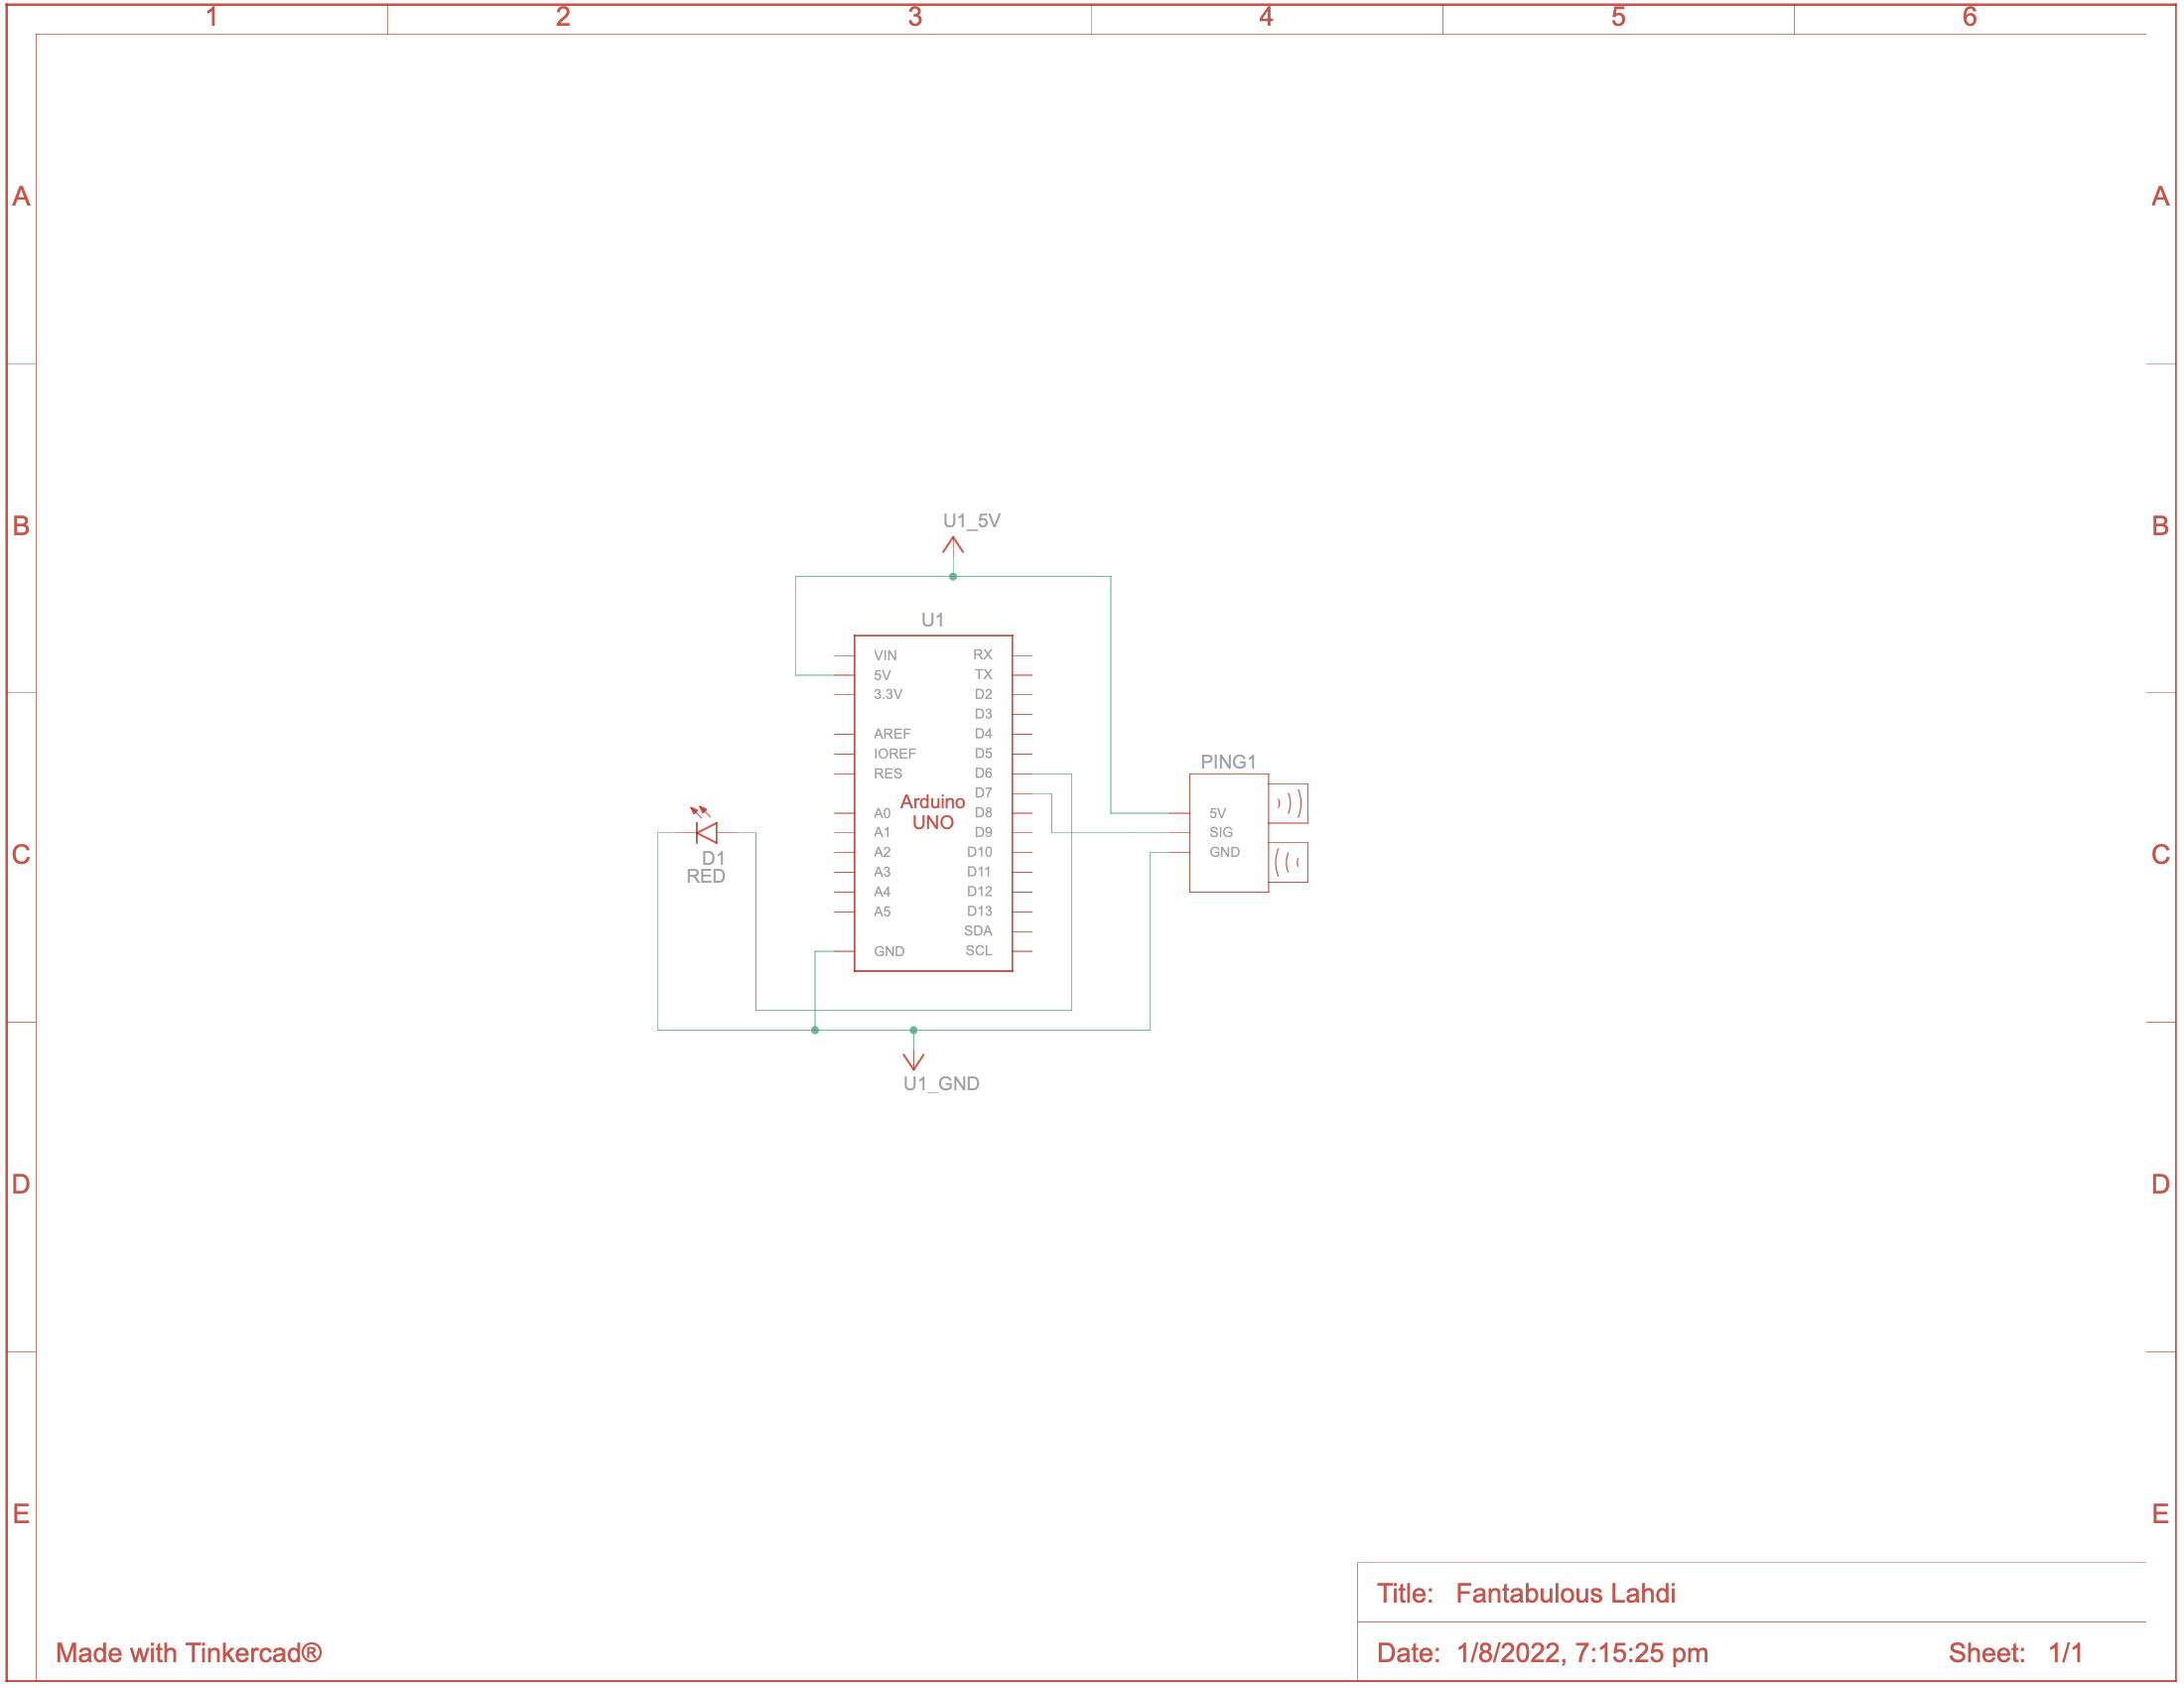 1 2 3 4 5 6
A A
B B
U1_5V
U1
VIN RX
5V TX
3.3V D2
D3
AREF D4
IOREF D5
RES D6
D7
PING1
Arduino
UNO
A0 D8
A1 D9
A2 D10
A3 D11
A4 D12
A5 D13
SDA
GND SCL
5V
SIG
GND
D1
RED
C C
U1_GND
D D
E E
Title: Fantabulous Lahdi
Made with Tinkercad®
Date: 1/8/2022, 7:15:25 pm Sheet: 1/1